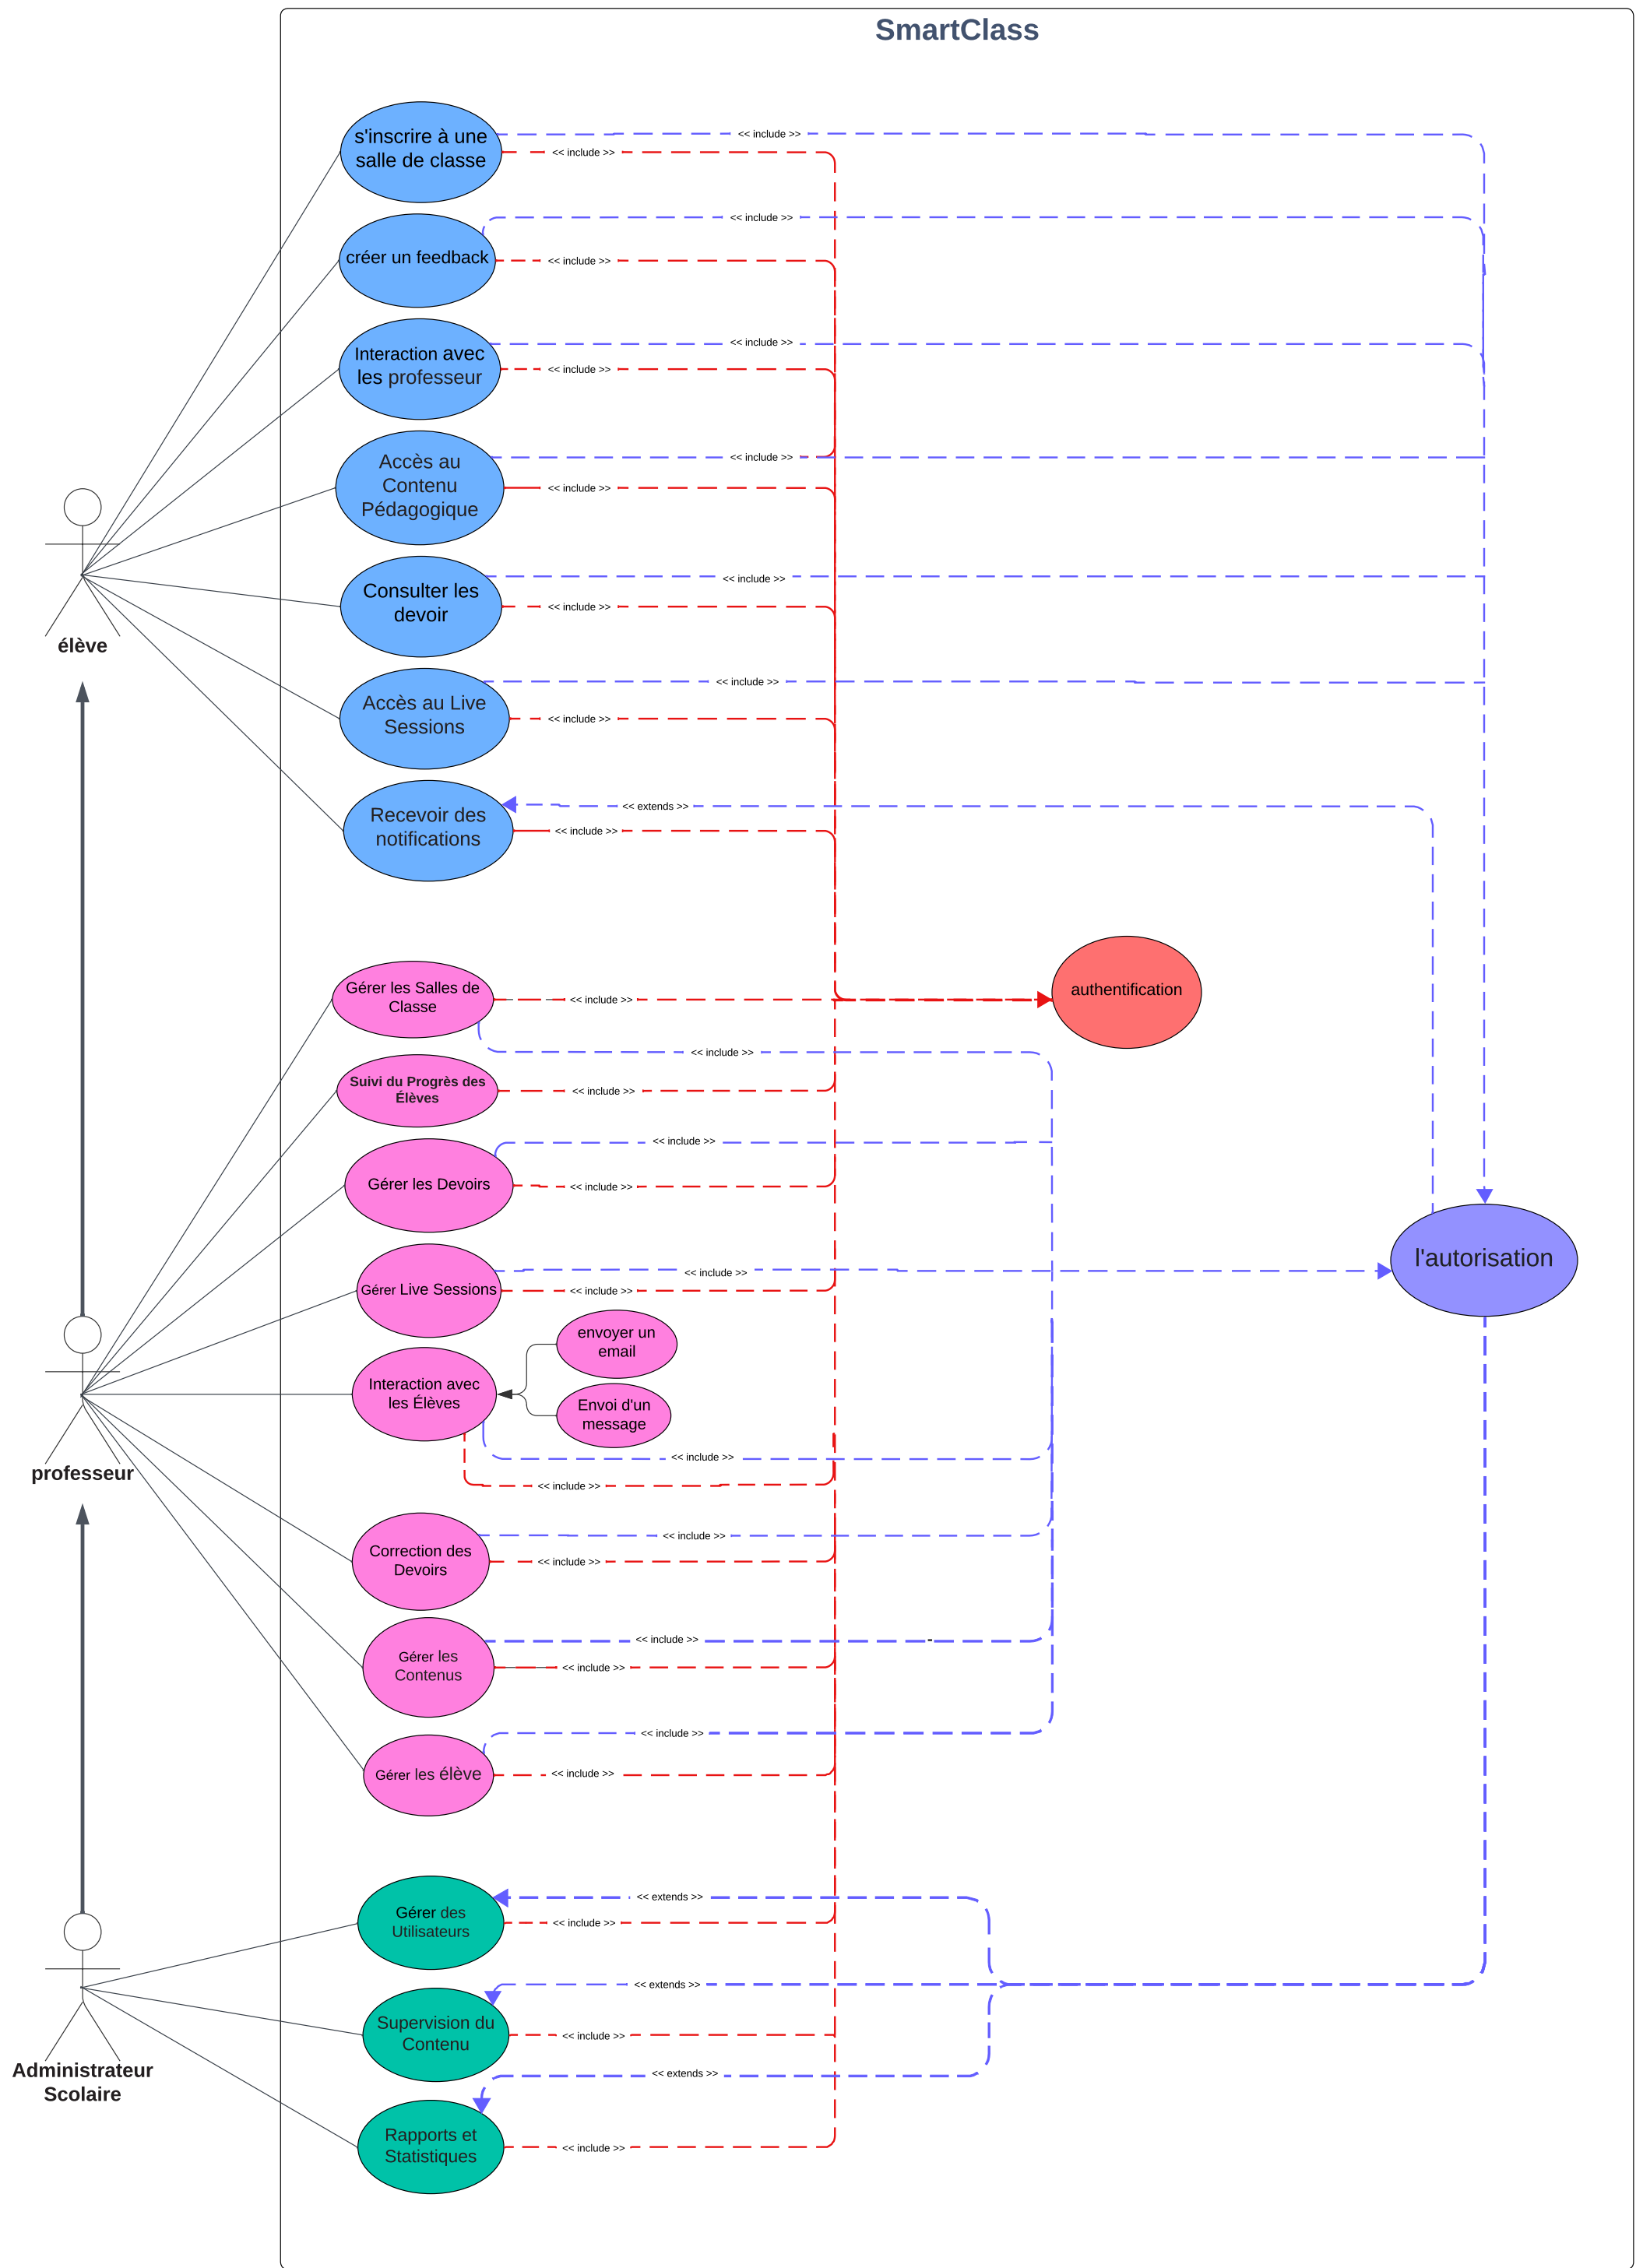 SmartClass
s'inscrire à une
salle de classe
<< include >>
<< include >>
créer un feedback
<< include >>
<< include >>
Interaction avec
les professeur
<< include >>
<< include >>
Accès au
Contenu
Pédagogique
<< include >>
<< include >>
Consulter les
devoir
<< include >>
<< include >>
élève
Accès au Live
Sessions
<< include >>
<< include >>
Recevoir des
notifications
<< extends >>
<< include >>
Gérer les Salles de
Classe
<< include >>
authentification
<< include >>
Suivi du Progrès des
Élèves
<< include >>
<< include >>
Gérer les Devoirs
<< include >>
l'autorisation
<< include >>
Gérer Live Sessions
<< include >>
envoyer un
email
Interaction avec
les Élèves
Envoi d'un
message
<< include >>
professeur
<< include >>
<< include >>
Correction des
Devoirs
<< include >>
<< include >>
-
Gérer les
Contenus
<< include >>
<< include >>
Gérer les élève
<< include >>
<< extends >>
Gérer des
Utilisateurs
<< include >>
<< extends >>
Supervision du
Contenu
<< include >>
Administrateur
Scolaire
<< extends >>
Rapports et
Statistiques
<< include >>